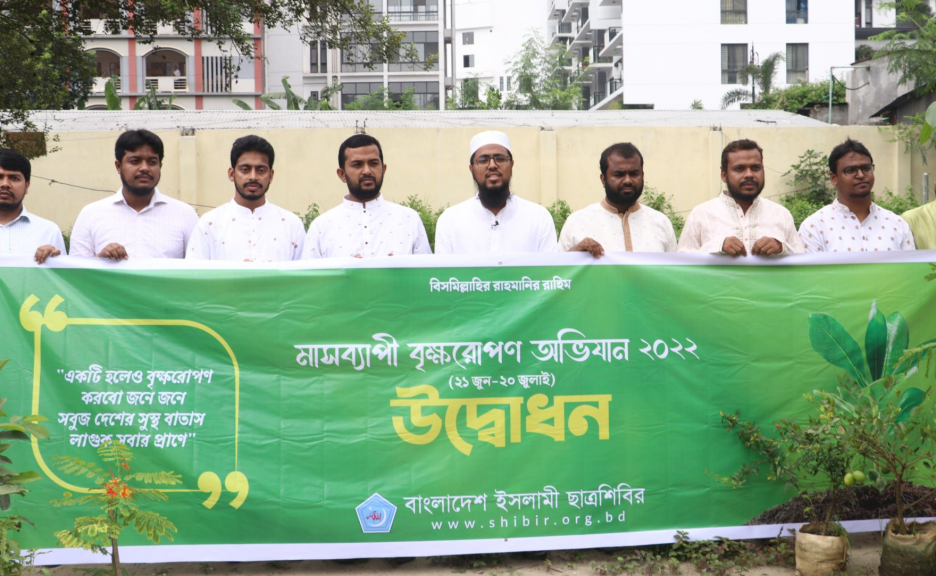 বিসমিল্লাহির রাহমানির রাহিম
মাসব্যাপী বৃক্ষরোপণ অভিযান ২০২২
(২১ জুন-২০ জুলাই)
উদ্বোধন
"একটি হলেও বৃক্ষরোপণ
করবো জনে জনে
সবুজ দেশের সুস্থ বাতাস
লাগুক সবার প্রাণে"
বাংলাদেশ ইসলামী ছাত্রশিবির
www.shibir.org.bd